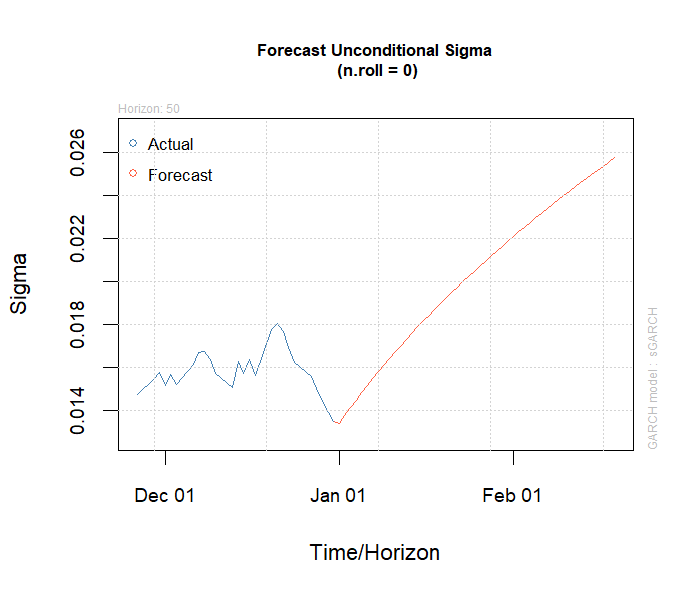 Forecast Unconditional Sigma
(n.roll = 0)
Horizon: 50
Actual
Forecast
0.026
0.022
0.018
0.014
Sigma
GARCH model : sGARCH
Dec 01
Jan 01
Feb 01
Time/Horizon